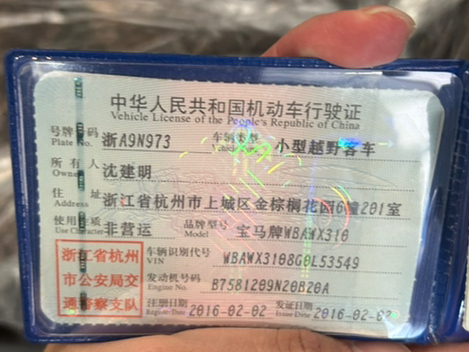 中华人民共和国机动车行驶证
Vehicle License of the People's Republic of China
号牌号码 浙A9N973 车辆类型 小型越野客车
Plate No.
所有人 沈建明
Owner
住址 浙江省杭州市上城区金棕榈花园6幢201室
Address
使用性质 非营运 品牌型号 宝马牌WBAWX310
Use Character Model
浙江省杭州 车辆识别代号 WBAWX3108G0L53549
VIN
市公安局交 发动机号码 B7581209N20B20A
Engine No.
通警察支队 注册日期 2016-02-02 发证日期 2016-02-02
Register Date Issue Date